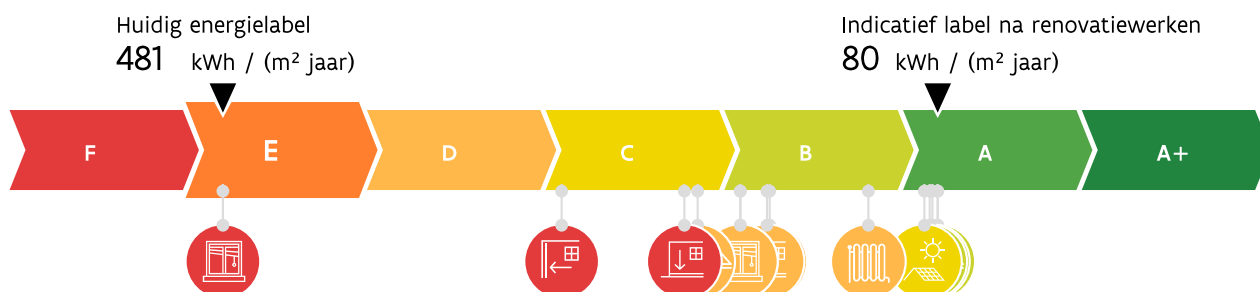 Huidig energielabel
481 kWh / (m² jaar)
Indicatief label na renovatiewerken
80 kWh / (m² jaar)
F E D C B A A+